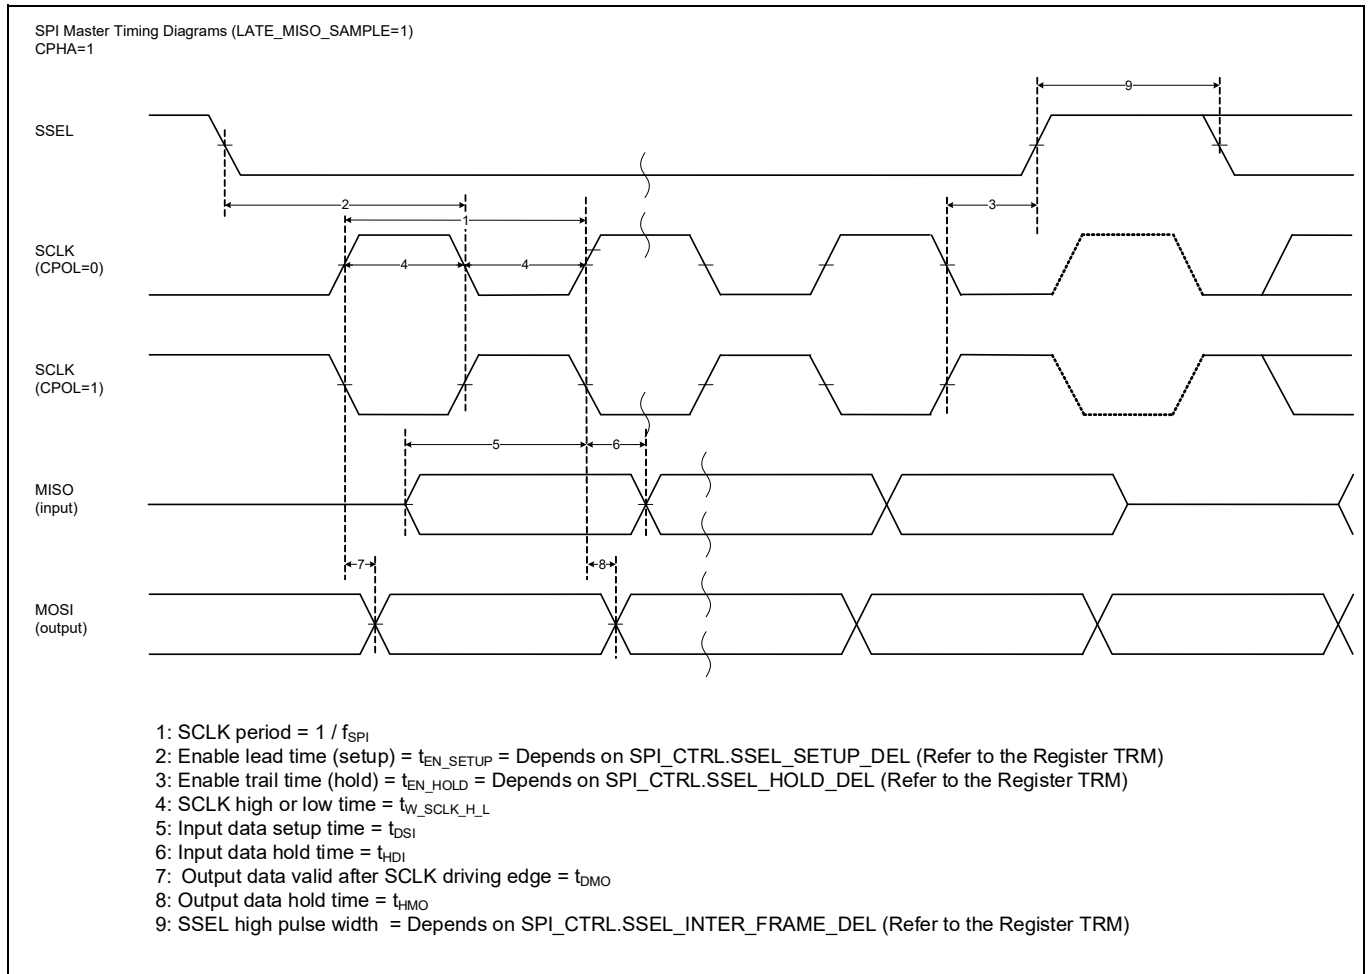 SPI Master Timing Diagrams (LATE_MISO_SAMPLE=1)
CPHA=1
9
SSEL
2
3
1
SCLK
(CPOL=0)
4
4
SCLK
(CPOL=1)
5
6
MISO
(input)
7
8
MOSI
(output)
1: SCLK period = 1 / fSPI
2: Enable lead time (setup) = tEN_SETUP = Depends on SPI_CTRL.SSEL_SETUP_DEL (Refer to the Register TRM)
3: Enable trail time (hold) = tEN_HOLD = Depends on SPI_CTRL.SSEL_HOLD_DEL (Refer to the Register TRM)
4: SCLK high or low time = tW_SCLK_H_L
5: Input data setup time = tDSI
6: Input data hold time = tHDI
7: Output data valid after SCLK driving edge = tDMO
8: Output data hold time = tHMO
9: SSEL high pulse width = Depends on SPI_CTRL.SSEL_INTER_FRAME_DEL (Refer to the Register TRM)